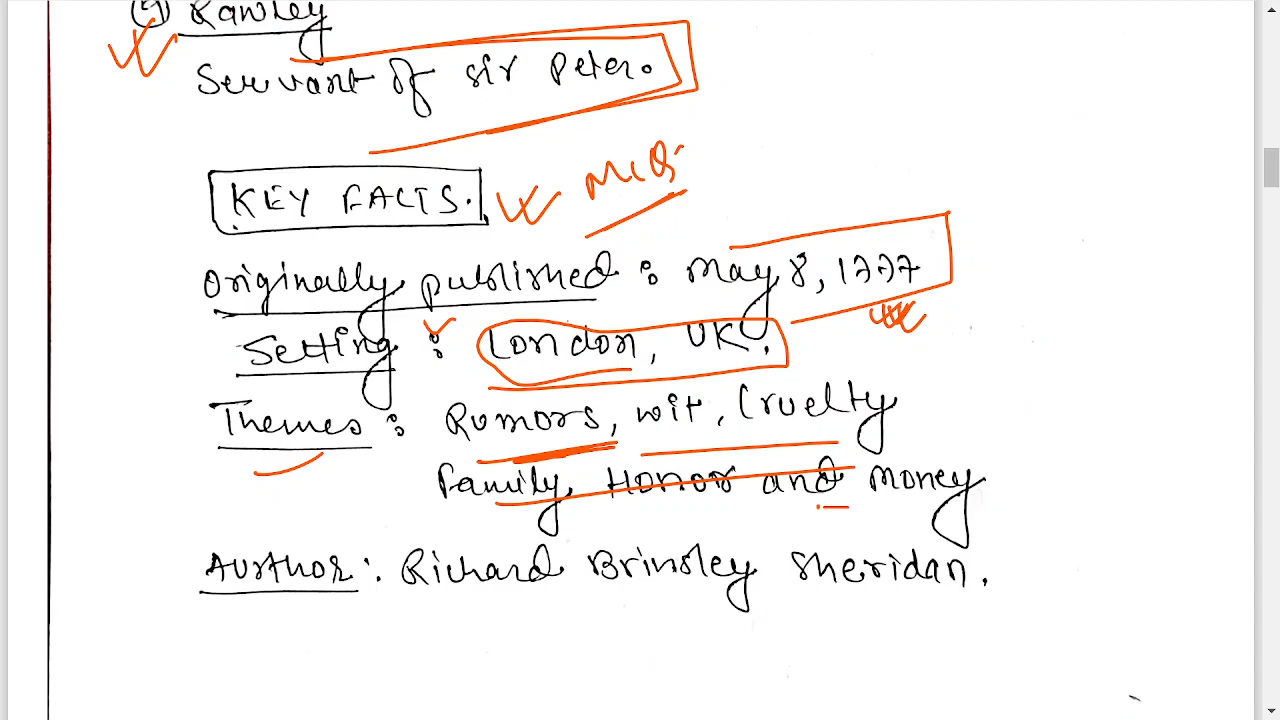 (4) Rawley
Servant of sir Peter.
KEY FACTS. MCQ
Originally published : May 8, 1777
Setting : London, UK.
Themes : Rumors, wit, Cruelty
Family, Honor and Money
Author : Richard Brinsley Sheridan.